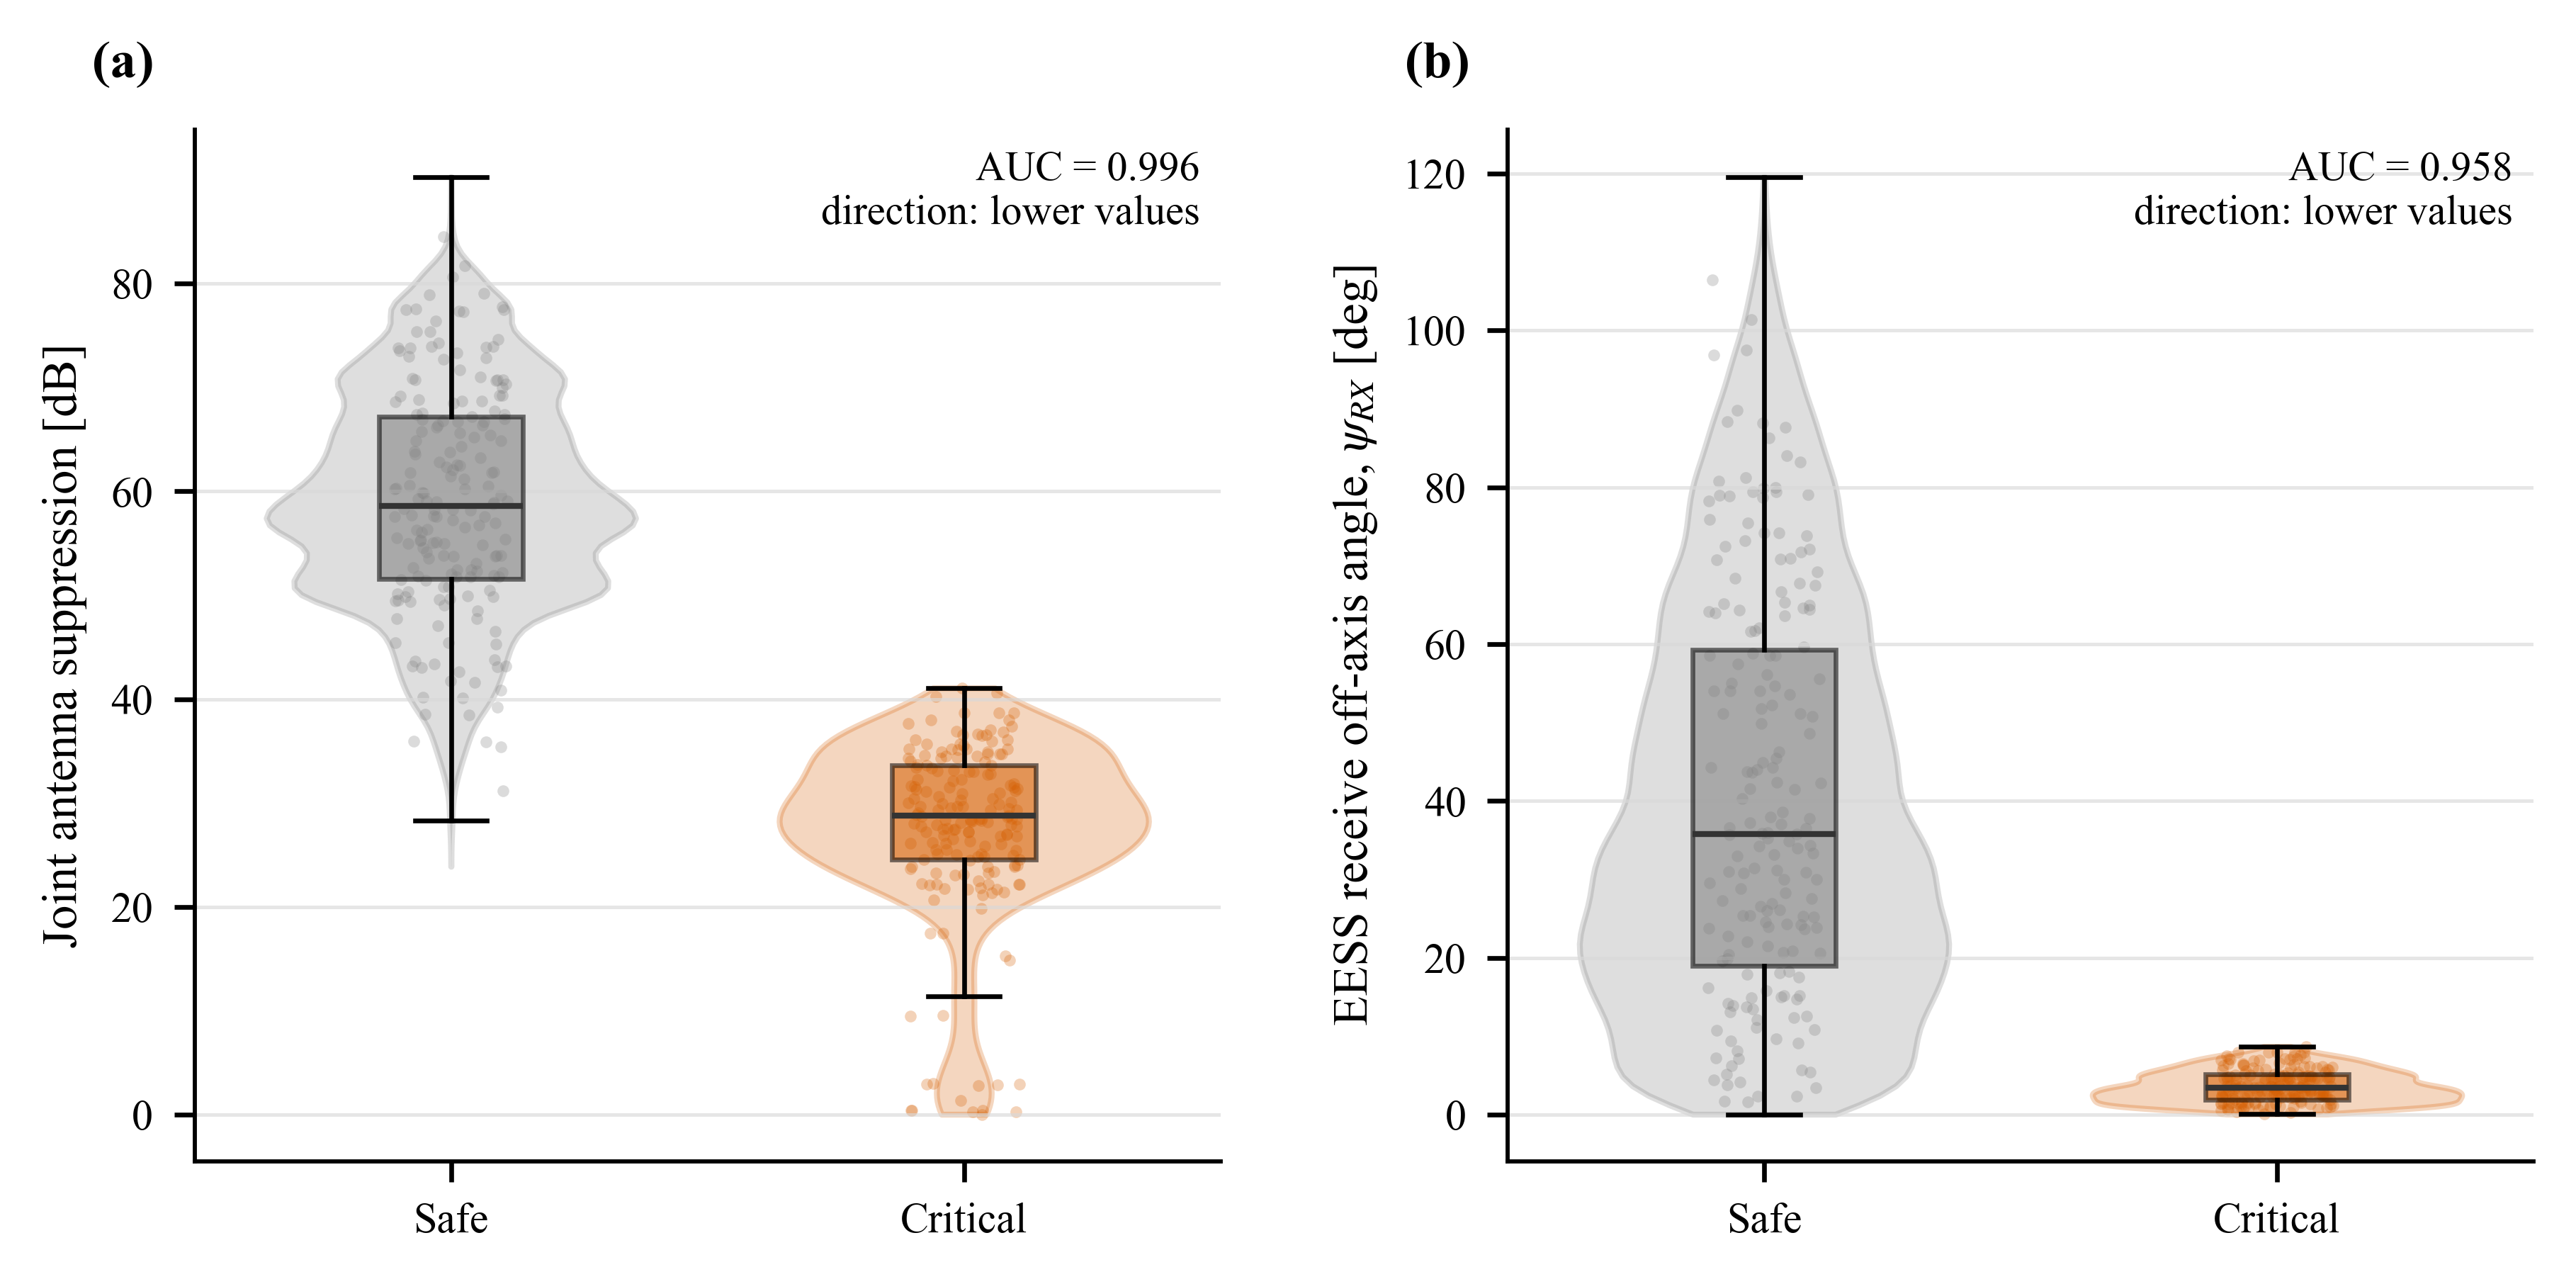 (a)
AUC = 0.996
direction: lower values
Joint antenna suppression [dB]
80
60
40
20
0
Safe
Critical
(b)
AUC = 0.958
direction: lower values
EESS receive off-axis angle, ψ_RX [deg]
120
100
80
60
40
20
0
Safe
Critical